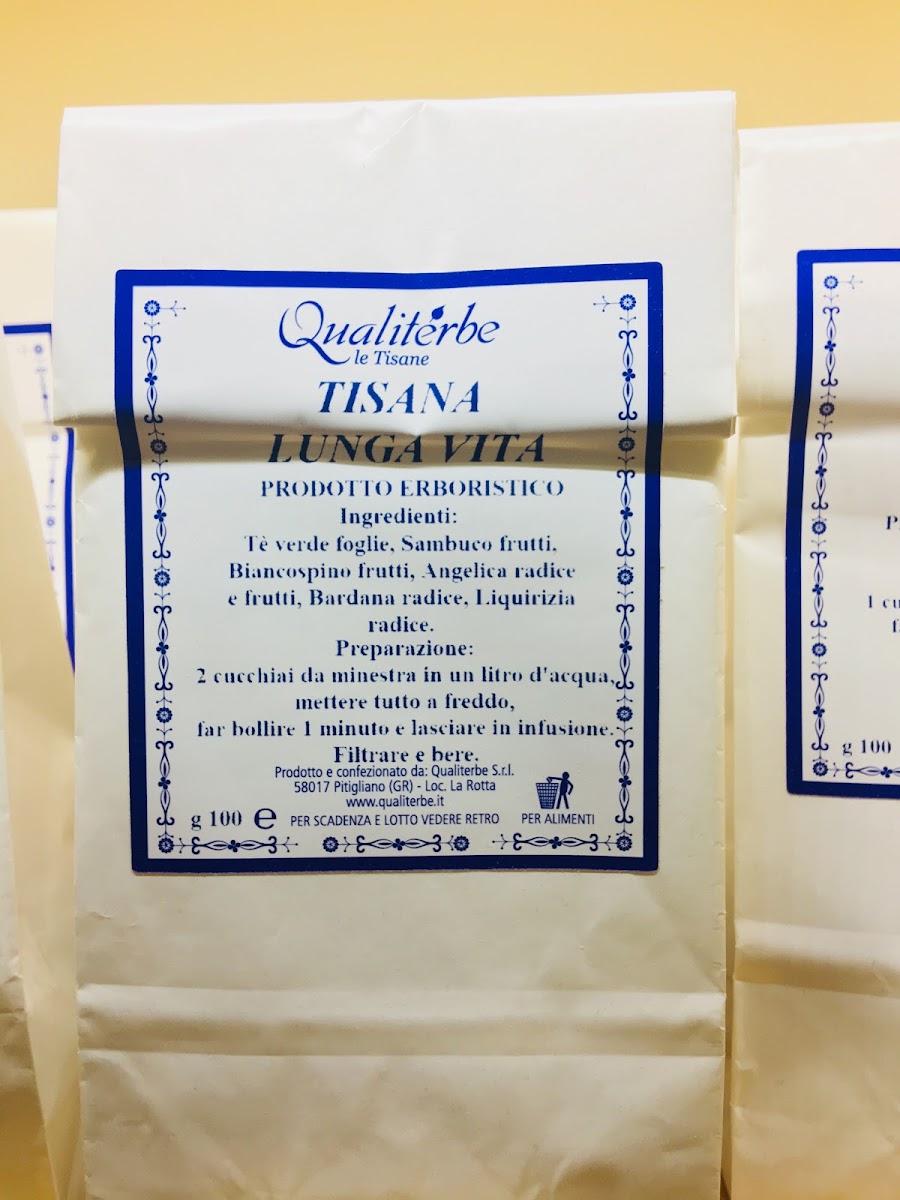 Qualiterbe
le Tisane
TISANA
LUNGA VITA
PRODOTTO ERBORISTICO
Ingredienti:
Tè verde foglie, Sambuco frutti,
Biancospino frutti, Angelica radice
e frutti, Bardana radice, Liquirizia
radice.
Preparazione:
2 cucchiai da minestra in un litro d'acqua,
mettere tutto a freddo,
far bollire 1 minuto e lasciare in infusione.
Filtrare e bere.
Prodotto e confezionato da: Qualiterbe S.r.l.
58017 Pitigliano (GR) - Loc. La Rotta
www.qualiterbe.it
g 100 e PER SCADENZA E LOTTO VEDERE RETRO PER ALIMENTI
P
1 cu
g 100